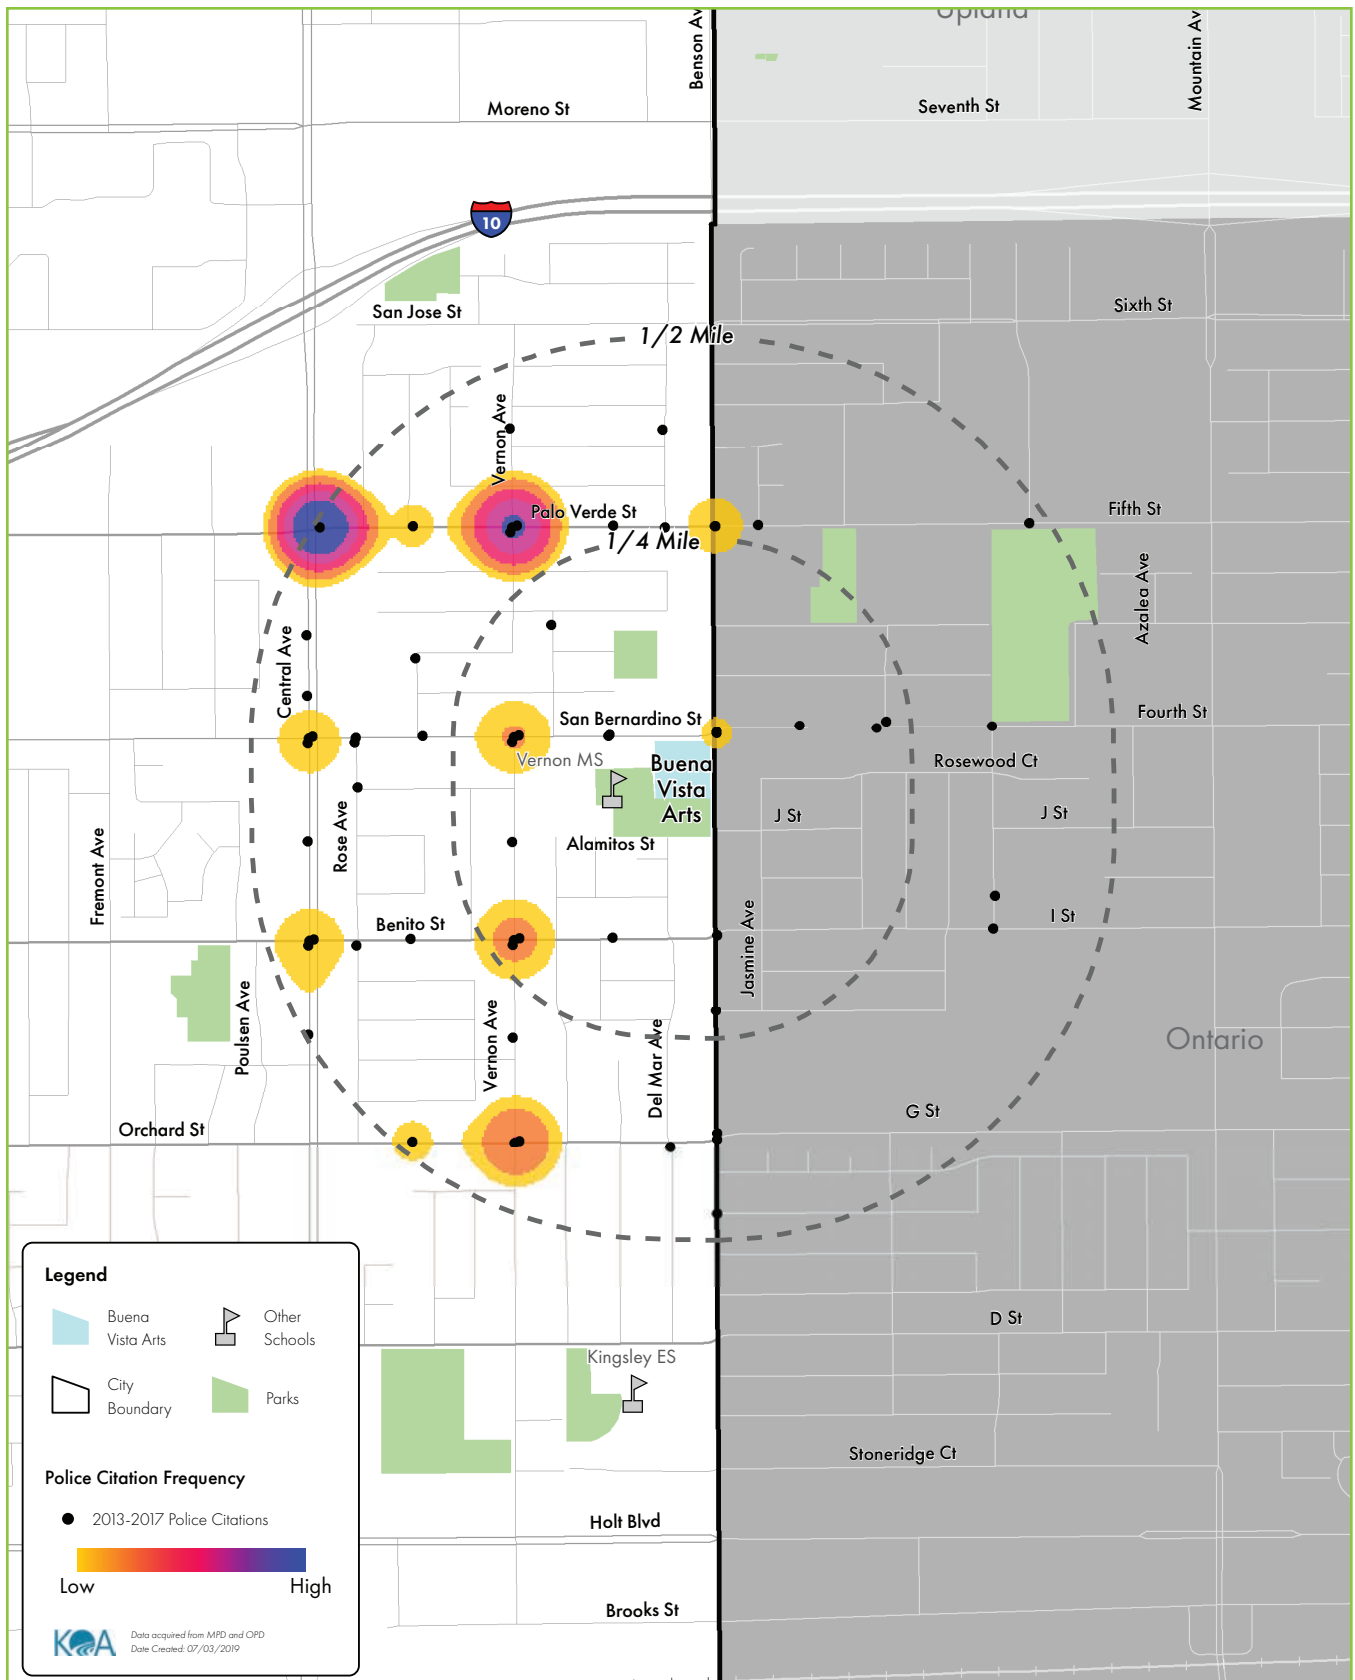 Upland
Benson Av
Mountain Av
Moreno St
Seventh St
10
San Jose St
Sixth St
1/2 Mile
Vernon Ave
Palo Verde St
Fifth St
1/4 Mile
Azalea Ave
Central Ave
San Bernardino St
Fourth St
Vernon MS
Buena
Vista
Arts
Rosewood Ct
J St
J St
Rose Ave
Alamitos St
Fremont Ave
Benito St
I St
Jasmine Ave
Poulsen Ave
Vernon Ave
Del Mar Ave
Ontario
Orchard St
G St
D St
Kingsley ES
Stoneridge Ct
Holt Blvd
Brooks St
Legend
Buena
Vista Arts
Other
Schools
City
Boundary
Parks
Police Citation Frequency
2013-2017 Police Citations
Low
High
KOA
Data acquired from MPD and OPD
Date Created: 07/03/2019